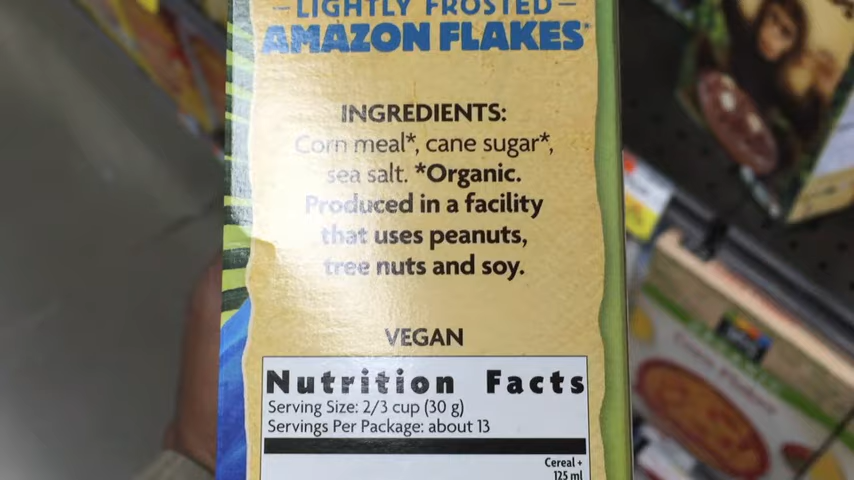 —LIGHTLY FROSTED—
AMAZON FLAKES
INGREDIENTS:
Corn meal*, cane sugar*,
sea salt. *Organic.
Produced in a facility
that uses peanuts,
tree nuts and soy.
VEGAN
Nutrition Facts
Serving Size: 2/3 cup (30 g)
Servings Per Package: about 13
Cereal +
125 ml